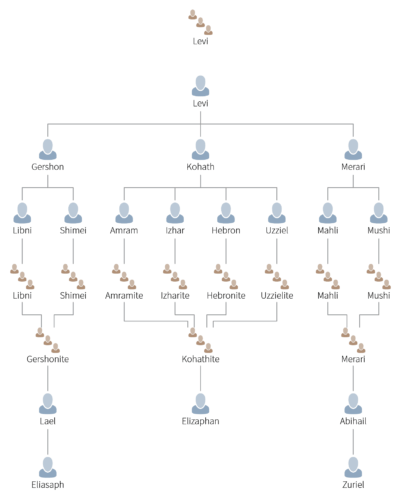 Levi
Levi
Gershon Kohath Merari
Libni Shimei Amram Izhar Hebron Uzziel Mahli Mushi
Libni Shimei Amramite Izharite Hebronite Uzzielite Mahli Mushi
Gershonite Kohathite Merari
Lael Elizaphan Abihail
Eliasaph Zuriel